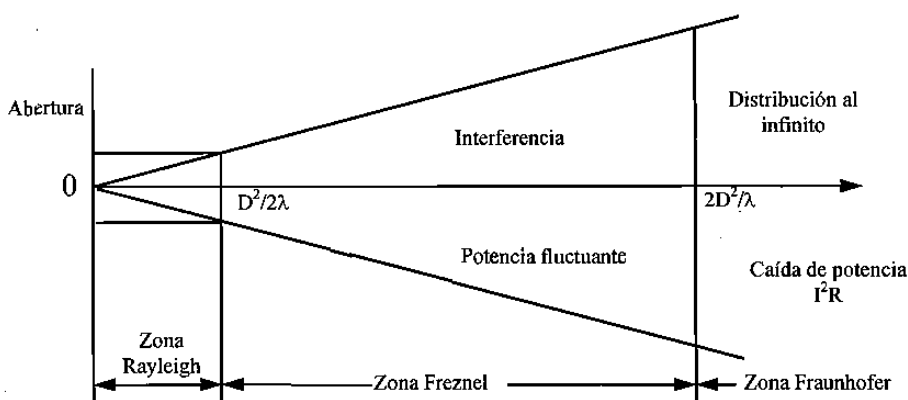 Abertura
0
Interferencia
Distribución al
infinito
D²/2λ
2D²/λ
Potencia fluctuante
Caída de potencia
I²R
Zona
Rayleigh
Zona Freznel
Zona Fraunhofer